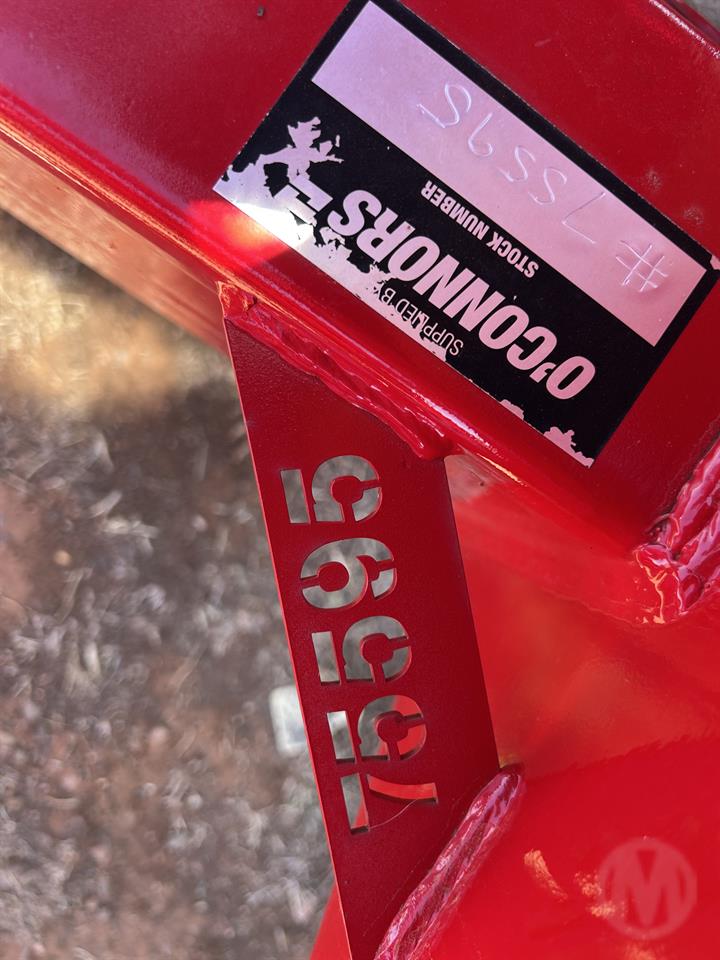 SUPPLIED BY
O'CONNORS
STOCK NUMBER
# 75595
75595
M